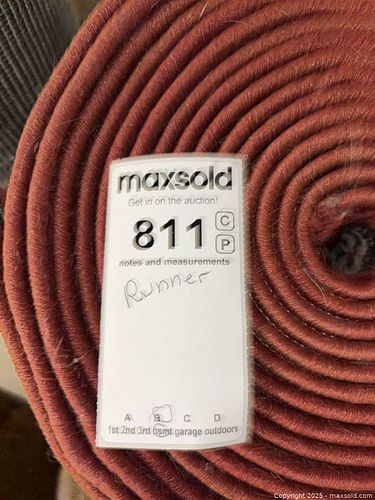 maxsold
Get in on the auction!
811 C
P
notes and measurements
Runner
A B C D
1st 2nd 3rd bsmt garage outdoors
Copyright 2025 - maxsold.com